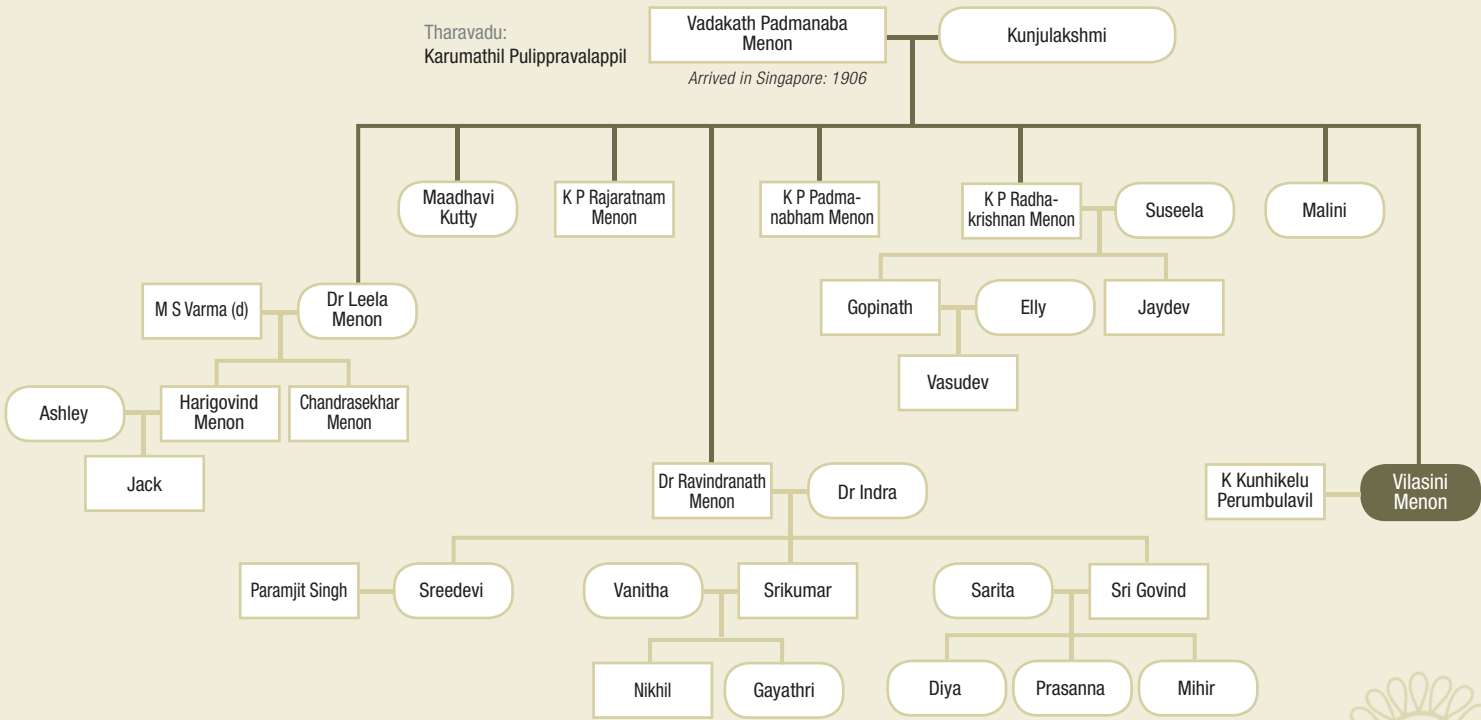 Tharavadu:
Karumathil Pulippravalappil
Vadakath Padmanaba
Menon
Kunjulakshmi
Arrived in Singapore: 1906
Maadhavi
Kutty
K P Rajaratnam
Menon
K P Padma-
nabham Menon
K P Radha-
krishnan Menon
Suseela
Malini
M S Varma (d)
Dr Leela
Menon
Gopinath
Elly
Jaydev
Vasudev
Ashley
Harigovind
Menon
Chandrasekhar
Menon
Jack
Dr Ravindranath
Menon
Dr Indra
K Kunhikelu
Perumbulavil
Vilasini
Menon
Paramjit Singh
Sreedevi
Vanitha
Srikumar
Sarita
Sri Govind
Nikhil
Gayathri
Diya
Prasanna
Mihir